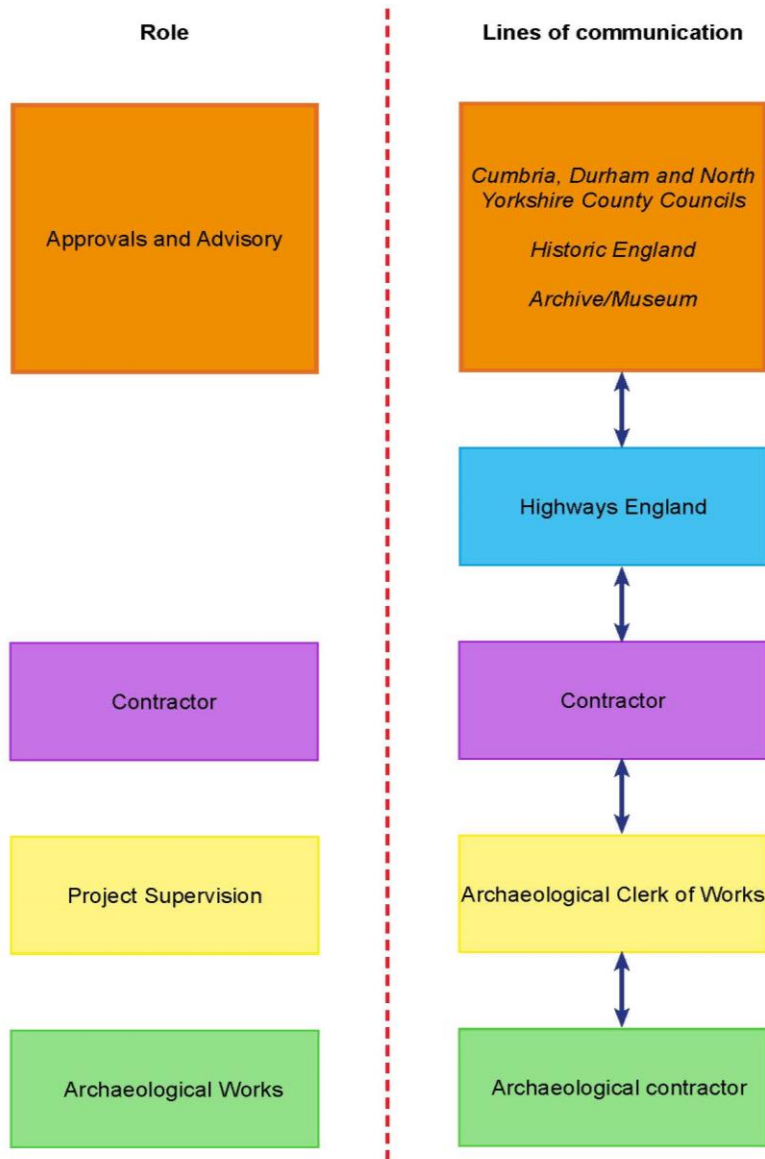 Role
Lines of communication
Approvals and Advisory
Cumbria, Durham and North
Yorkshire County Councils
Historic England
Archive/Museum
Highways England
Contractor
Contractor
Project Supervision
Archaeological Clerk of Works
Archaeological Works
Archaeological contractor